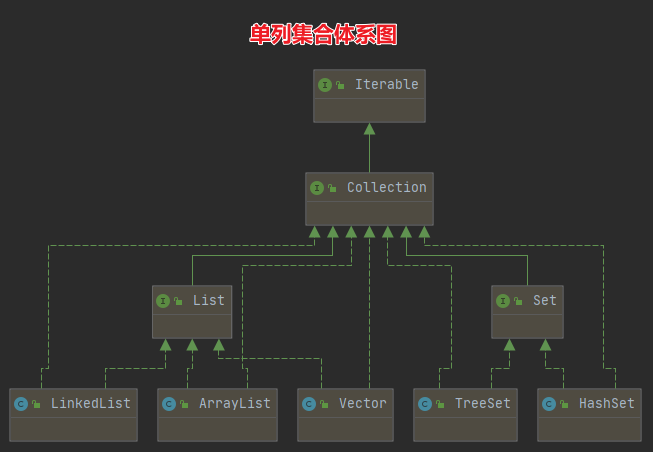 单列集合体系图
I Iterable
I Collection
I List
I Set
C LinkedList
C ArrayList
C Vector
C TreeSet
C HashSet